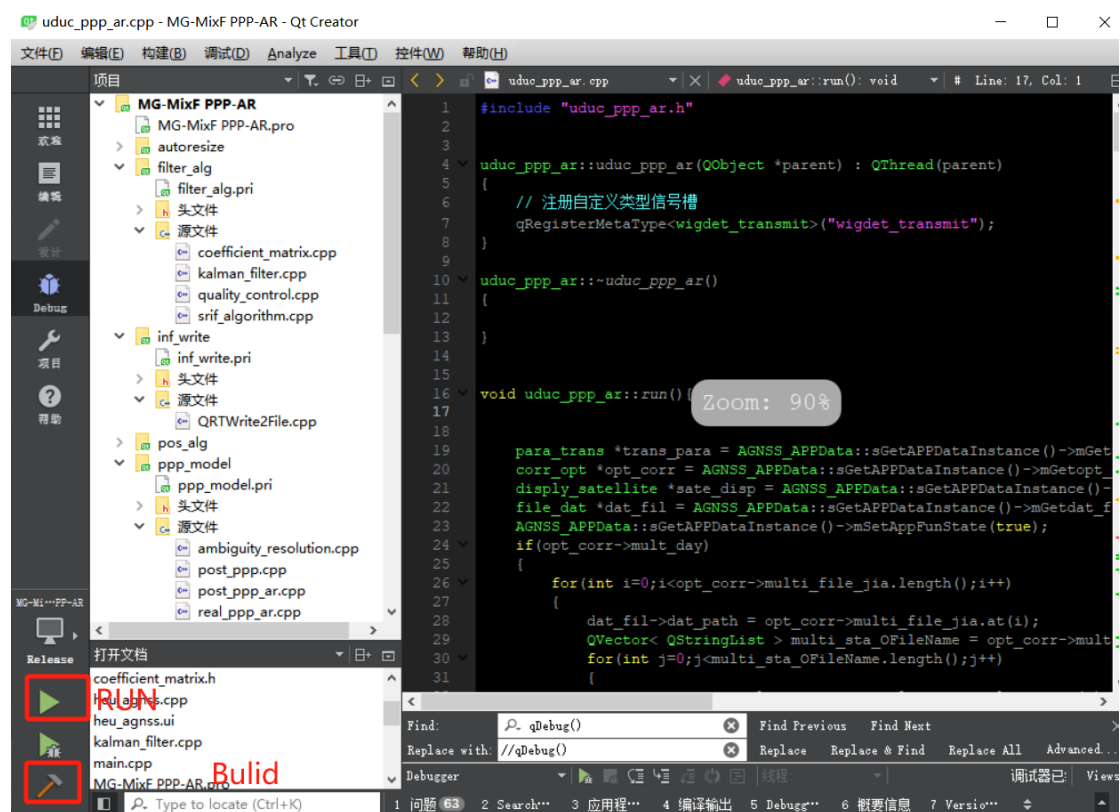 uduc_ppp_ar.cpp - MG-MixF PPP-AR - Qt Creator
文件(F) 编辑(E) 构建(B) 调试(D) Analyze 工具(T) 控件(W) 帮助(H)
项目
uduc_ppp_ar.cpp
uduc_ppp_ar::run(): void
# Line: 17, Col: 1
欢迎
编辑
设计
Debug
项目
帮助
MG-Mi···PP-AR
Release
MG-MixF PPP-AR
MG-MixF PPP-AR.pro
autoresize
filter_alg
filter_alg.pri
头文件
源文件
coefficient_matrix.cpp
kalman_filter.cpp
quality_control.cpp
srif_algorithm.cpp
inf_write
inf_write.pri
头文件
源文件
QRTWrite2File.cpp
pos_alg
ppp_model
ppp_model.pri
头文件
源文件
ambiguity_resolution.cpp
post_ppp.cpp
post_ppp_ar.cpp
real_ppp_ar.cpp
打开文档
coefficient_matrix.h
heu_agnss.cpp
heu_agnss.ui
kalman_filter.cpp
main.cpp
MG-MixF PPP-AR.pro
RUN
Bulid
Type to locate (Ctrl+K)
1 #include "uduc_ppp_ar.h"
2
3
4 uduc_ppp_ar::uduc_ppp_ar(QObject *parent) : QThread(parent)
5 {
6 // 注册自定义类型信号槽
7 qRegisterMetaType<wigdet_transmit>("wigdet_transmit");
8 }
9
10 uduc_ppp_ar::~uduc_ppp_ar()
11 {
12
13 }
14
15
16 void uduc_ppp_ar::run(){
17
18
19 para_trans *trans_para = AGNSS_APPData::sGetAPPDataInstance()->mGet
20 corr_opt *opt_corr = AGNSS_APPData::sGetAPPDataInstance()->mGetopt_
21 disply_satellite *sate_disp = AGNSS_APPData::sGetAPPDataInstance()-
22 file_dat *dat_fil = AGNSS_APPData::sGetAPPDataInstance()->mGetdat_f
23 AGNSS_APPData::sGetAPPDataInstance()->mSetAppFunState(true);
24 if(opt_corr->mult_day)
25 {
26 for(int i=0;i<opt_corr->multi_file_jia.length();i++)
27 {
28 dat_fil->dat_path = opt_corr->multi_file_jia.at(i);
29 QVector< QStringList > multi_sta_OFileName = opt_corr->mult
30 for(int j=0;j<multi_sta_OFileName.length();j++)
31 {
Zoom: 90%
Find: qDebug() Find Previous Find Next
Replace with: //qDebug() Replace Replace & Find Replace All Advanced...
Debugger 线程: 调试器已 Views
1 问题 63 2 Search··· 3 应用程··· 4 编译输出 5 Debugg··· 6 概要信息 7 Versio···